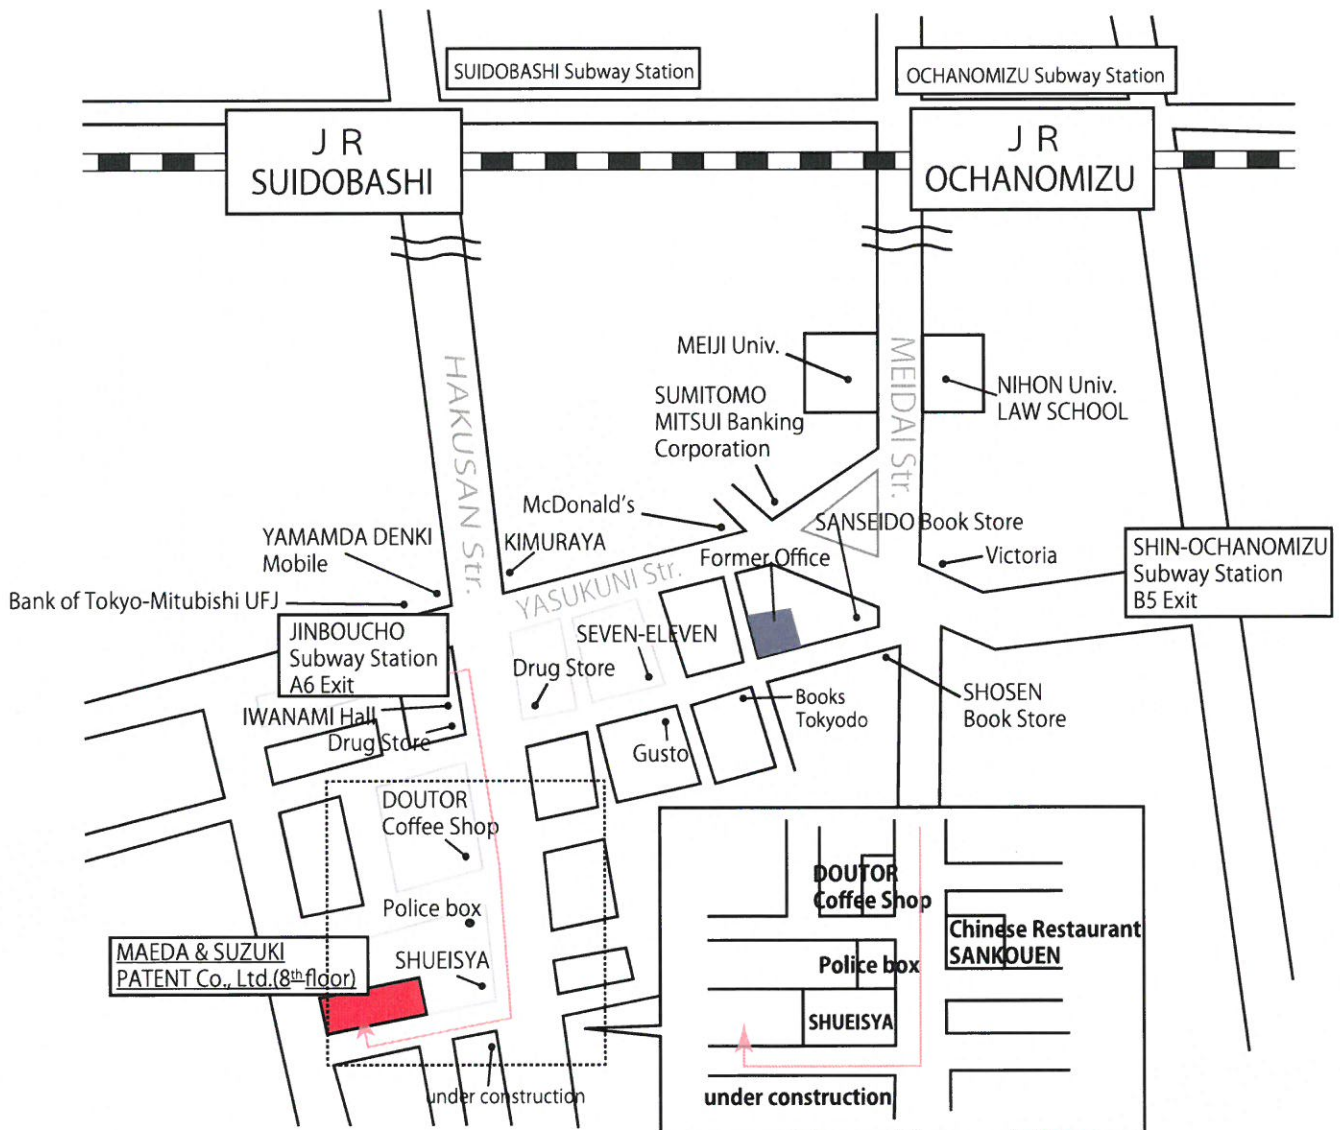 SUIDOBASHI Subway Station
OCHANOMIZU Subway Station
J R
SUIDOBASHI
J R
OCHANOMIZU
HAKUSAN Str.
MEIDAI Str.
MEIJI Univ.
NIHON Univ.
LAW SCHOOL
SUMITOMO
MITSUI Banking
Corporation
McDonald's
SANSEIDO Book Store
YAMAMDA DENKI
Mobile
KIMURAYA
Former Office
Victoria
SHIN-OCHANOMIZU
Subway Station
B5 Exit
YASUKUNI Str.
Bank of Tokyo-Mitubishi UFJ
JINBOUCHO
Subway Station
A6 Exit
SEVEN-ELEVEN
Drug Store
IWANAMI Hall
Drug Store
Books
Tokyodo
SHOSEN
Book Store
Gusto
DOUTOR
Coffee Shop
Police box
SHUEISYA
MAEDA & SUZUKI
PATENT Co., Ltd.(8th floor)
under construction
DOUTOR
Coffee Shop
Chinese Restaurant
SANKOUEN
Police box
SHUEISYA
under construction